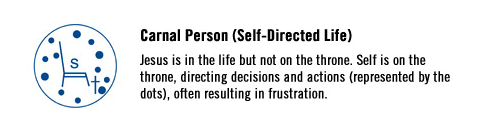 S
Carnal Person (Self-Directed Life)
Jesus is in the life but not on the throne. Self is on the
throne, directing decisions and actions (represented by the
dots), often resulting in frustration.